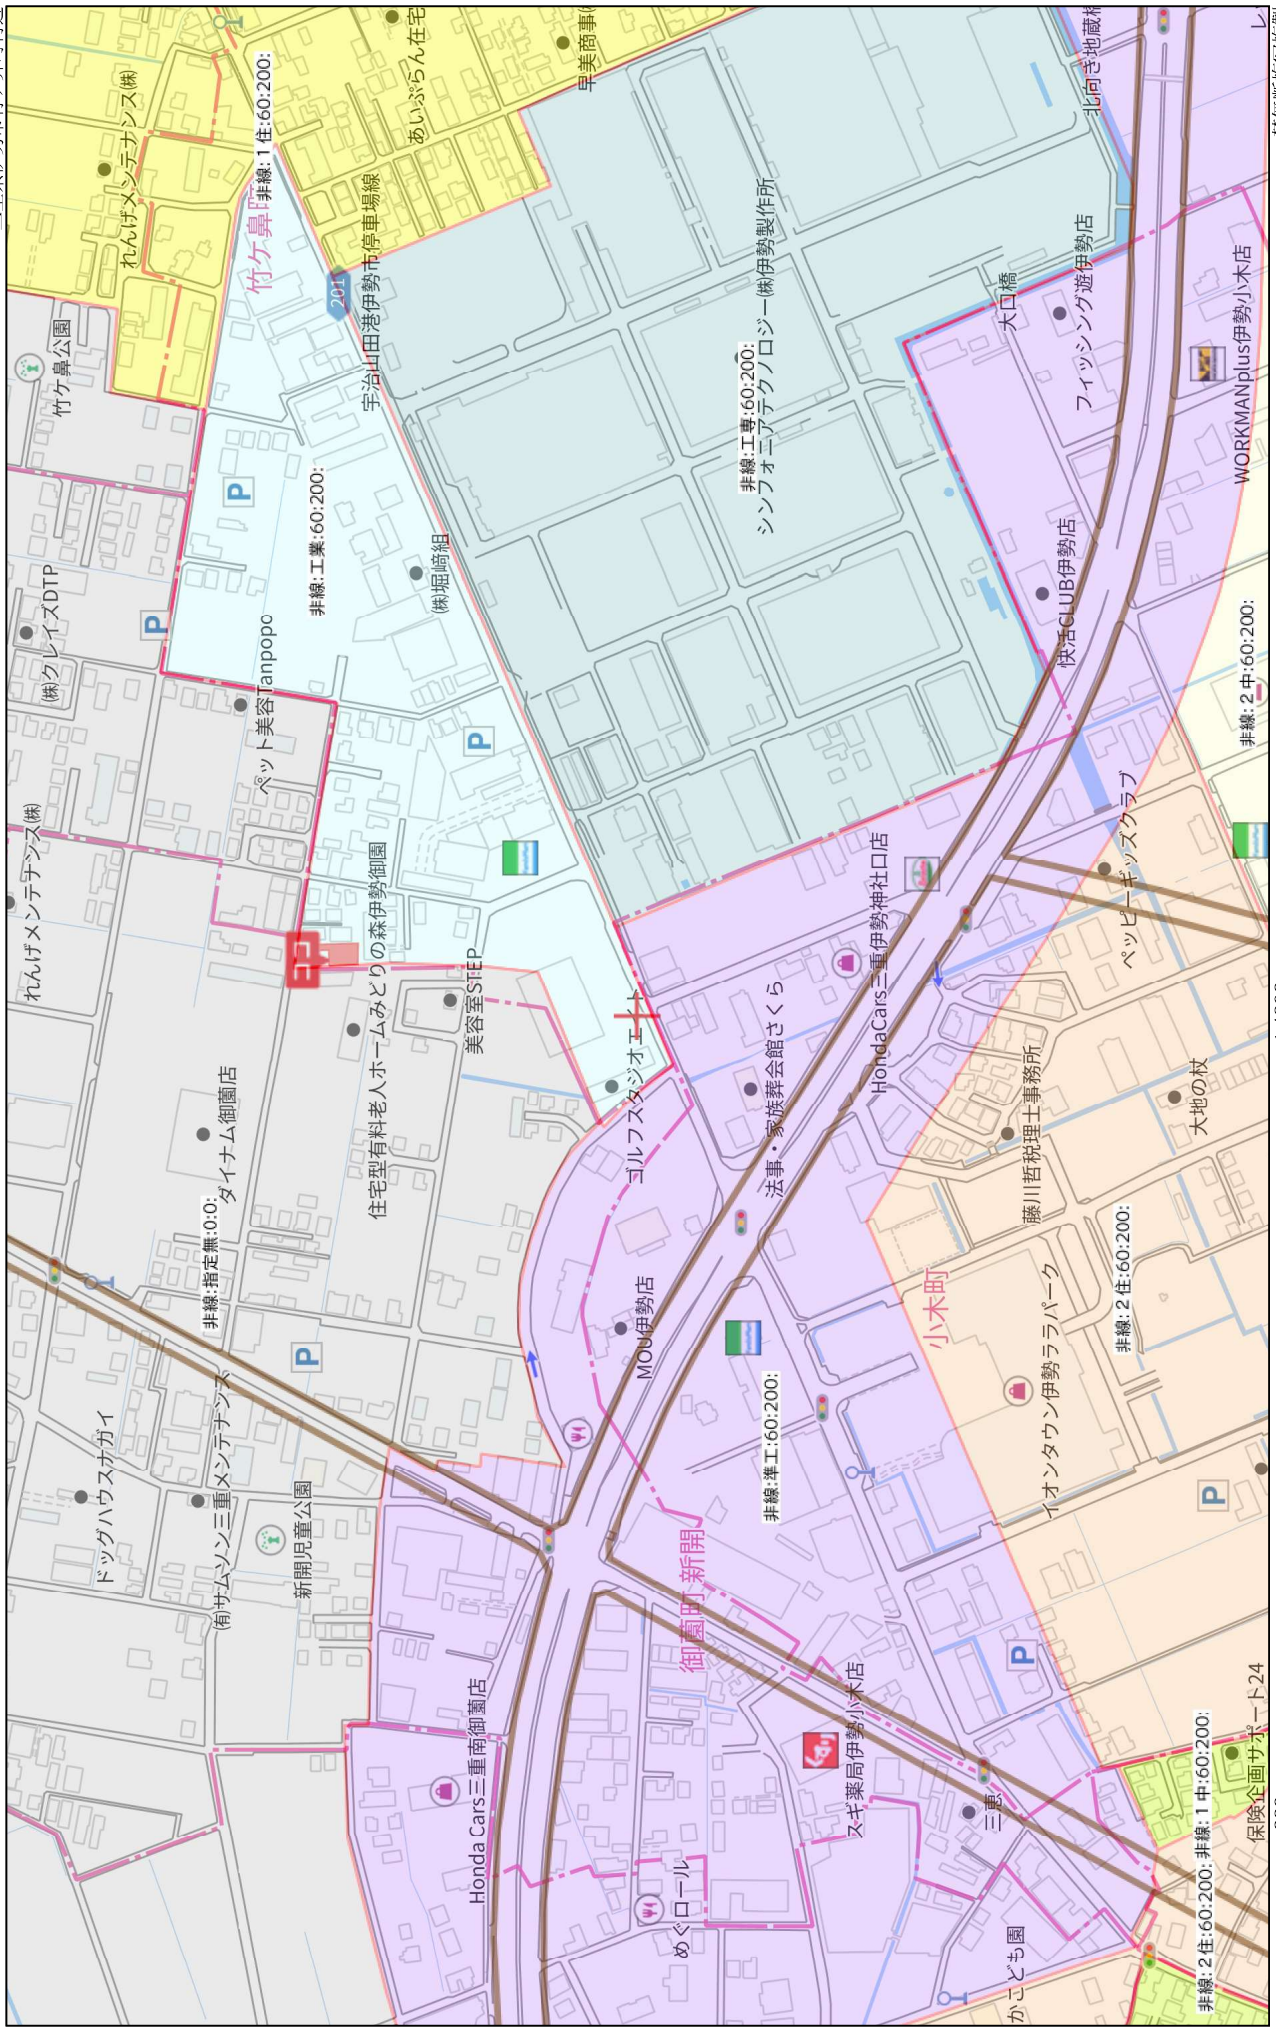 れんげメンテナンス㈱
非線:1住:60:200:
竹ケ鼻町
あいぷらん在宅
早美商事㈱
北向き地蔵橋
竹ケ鼻公園
201
宇治山田港伊勢市停車場線
㈱クレイズDTP
P
P
非線:工業:60:200:
㈱堀﨑組
非線:工専:60:200:
シンフォニアテクノロジー㈱伊勢製作所
大口橋
フィッシング遊伊勢店
WORKMANplus伊勢小木店
ペット美容Tanpopo
P
快活CLUB伊勢店
非線:2中:60:200:
れんげメンテナンス㈱
住宅型有料老人ホームみどりの森伊勢御園
美容室STEP
HondaCars三重伊勢神社口店
ペッピーキッズクラブ
ダイナム御薗店
ゴルフスタジオエイト
法事・家族葬会館さくら
藤川哲税理士事務所
大地の杖
非線:指定無:0:0:
P
MOU伊勢店
小木町
非線:2住:60:200:
イオンタウン伊勢ララパーク
ドッグハウスナガイ
㈲サムソン三重メンテナンス
新開児童公園
非線:準工:60:200:
P
御薗町新開
P
Honda Cars三重南御薗店
スギ薬局伊勢小木店
三恵
保険企画サポート24
めぐロール
かこども園
非線:2住:60:200:
非線:1中:60:200: